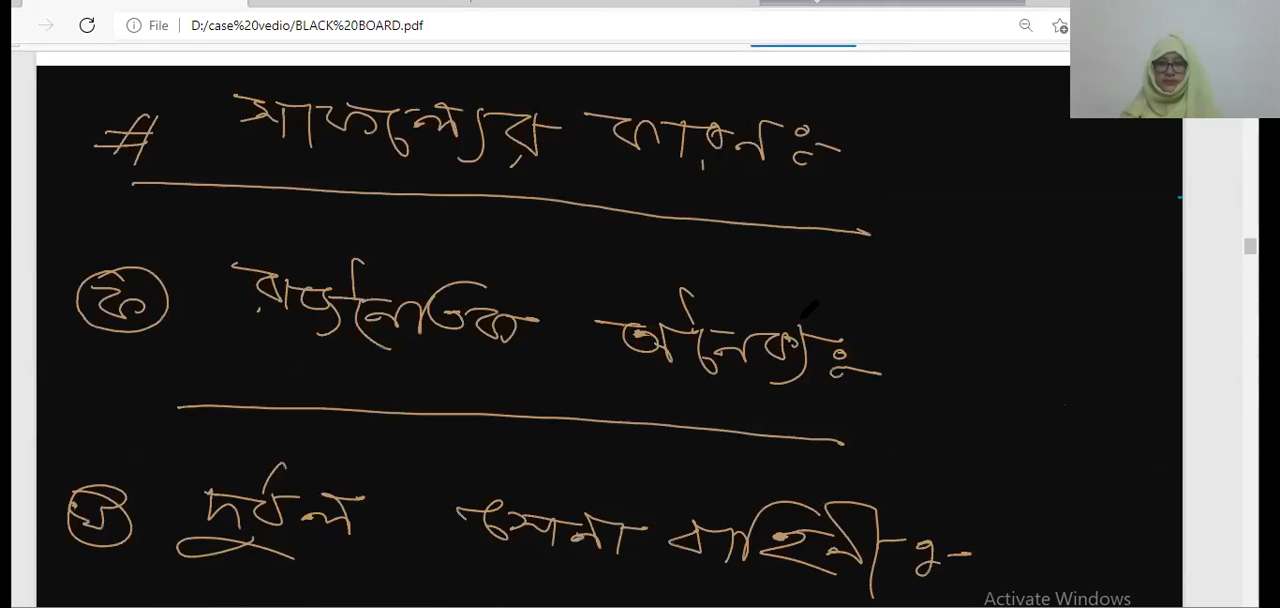 File D:/case%20vedio/BLACK%20BOARD.pdf
# সাফল্যের কারণঃ-
ক রাজনৈতিক অনৈক্যঃ-
খ দুর্বল সেনা বাহিনী ঃ-
Activate Windows